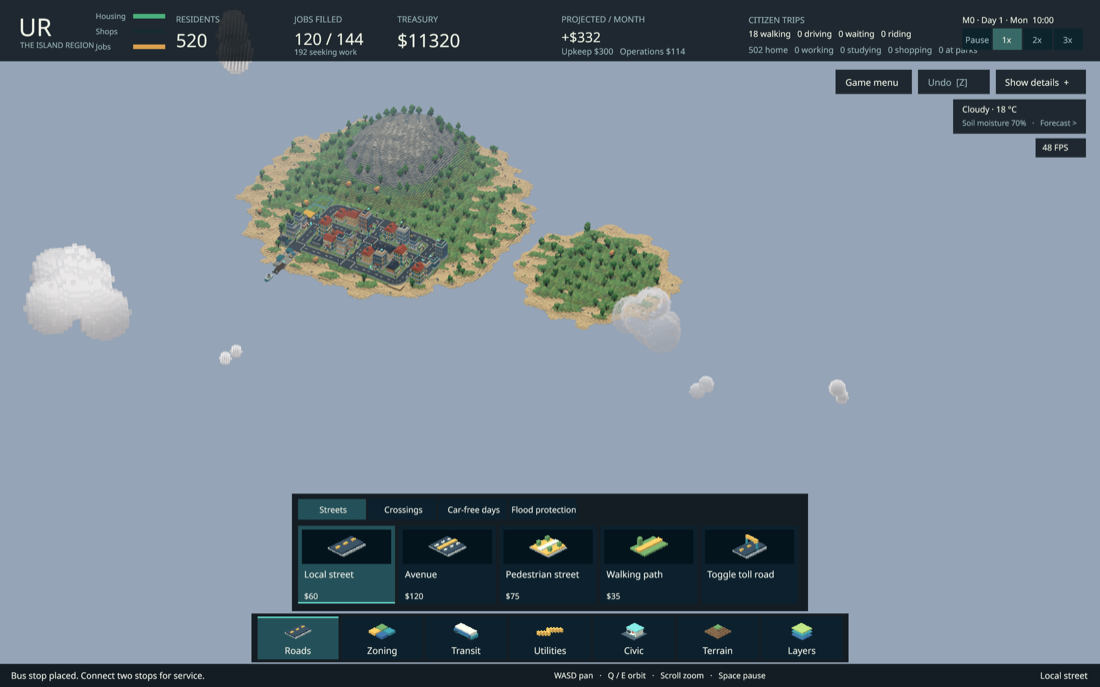 UR
THE ISLAND REGION
Housing
Shops
Jobs
RESIDENTS
520
JOBS FILLED
120 / 144
192 seeking work
TREASURY
$11320
PROJECTED / MONTH
+$332
Upkeep $300 Operations $114
CITIZEN TRIPS
18 walking 0 driving 0 waiting 0 riding
502 home 0 working 0 studying 0 shopping 0 at parks
M0 · Day 1 · Mon 10:00
Pause 1x 2x 3x
Game menu
Undo [Z]
Show details +
Cloudy · 18 °C
Soil moisture 70% · Forecast >
48 FPS
Streets Crossings Car-free days Flood protection
Local street Avenue Pedestrian street Walking path Toggle toll road
$60 $120 $75 $35
Roads Zoning Transit Utilities Civic Terrain Layers
Bus stop placed. Connect two stops for service.
WASD pan · Q / E orbit · Scroll zoom · Space pause
Local street